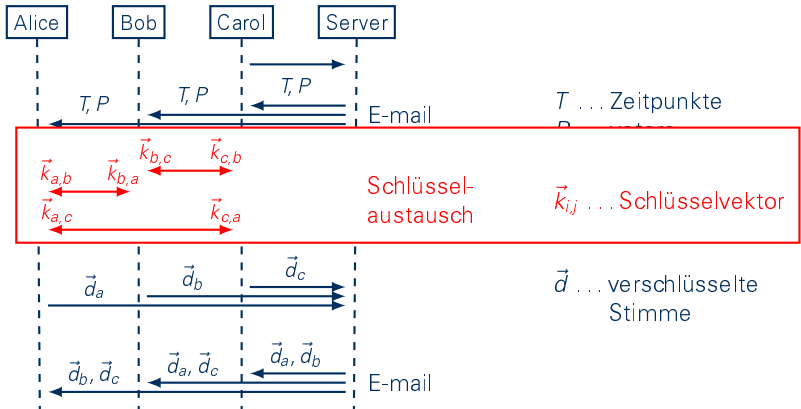 Alice Bob Carol Server
T, P T, P T, P
E-mail
T ... Zeitpunkte
k⃗b,c k⃗c,b
k⃗a,b k⃗b,a
Schlüssel-
austausch
k⃗i,j ... Schlüsselvektor
k⃗a,c k⃗c,a
d⃗a d⃗b d⃗c
d⃗ ... verschlüsselte
Stimme
d⃗b, d⃗c d⃗a, d⃗c d⃗a, d⃗b
E-mail